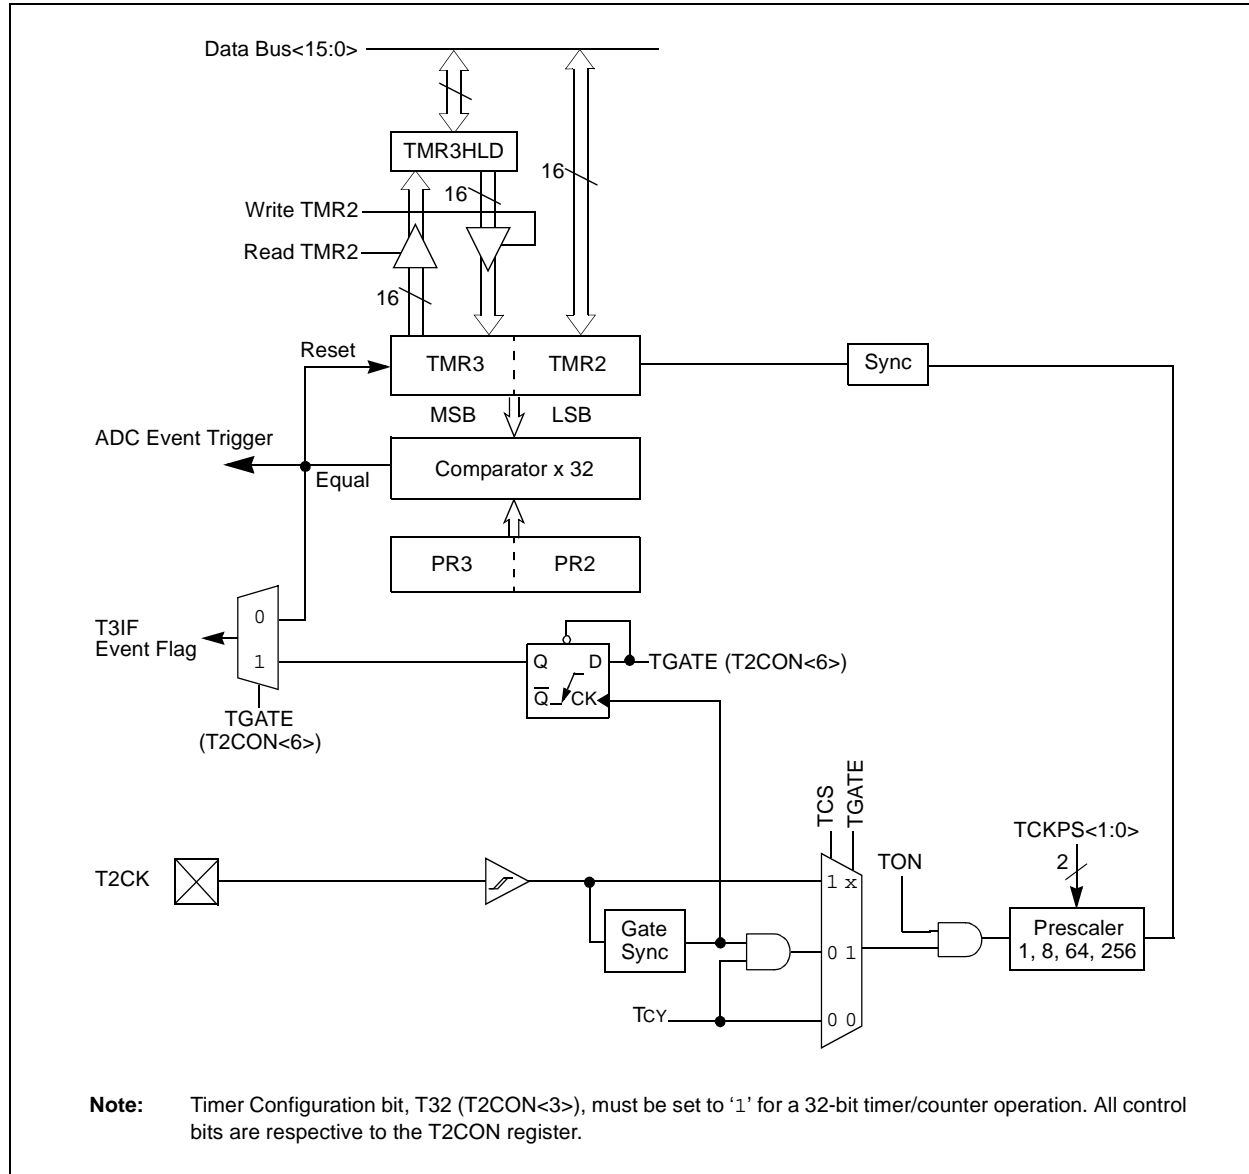 Data Bus<15:0>
TMR3HLD
16
16
Write TMR2
Read TMR2
16
Reset
TMR3
TMR2
Sync
MSB
LSB
ADC Event Trigger
Equal
Comparator x 32
PR3
PR2
0
T3IF
Event Flag
1
Q
D
TGATE (T2CON<6>)
Q
CK
TGATE
(T2CON<6>)
TCS
TGATE
TCKPS<1:0>
2
T2CK
TON
1 x
Gate
Sync
0 1
Prescaler
1, 8, 64, 256
TCY
0 0
Note: Timer Configuration bit, T32 (T2CON<3>), must be set to ‘1’ for a 32-bit timer/counter operation. All control
bits are respective to the T2CON register.